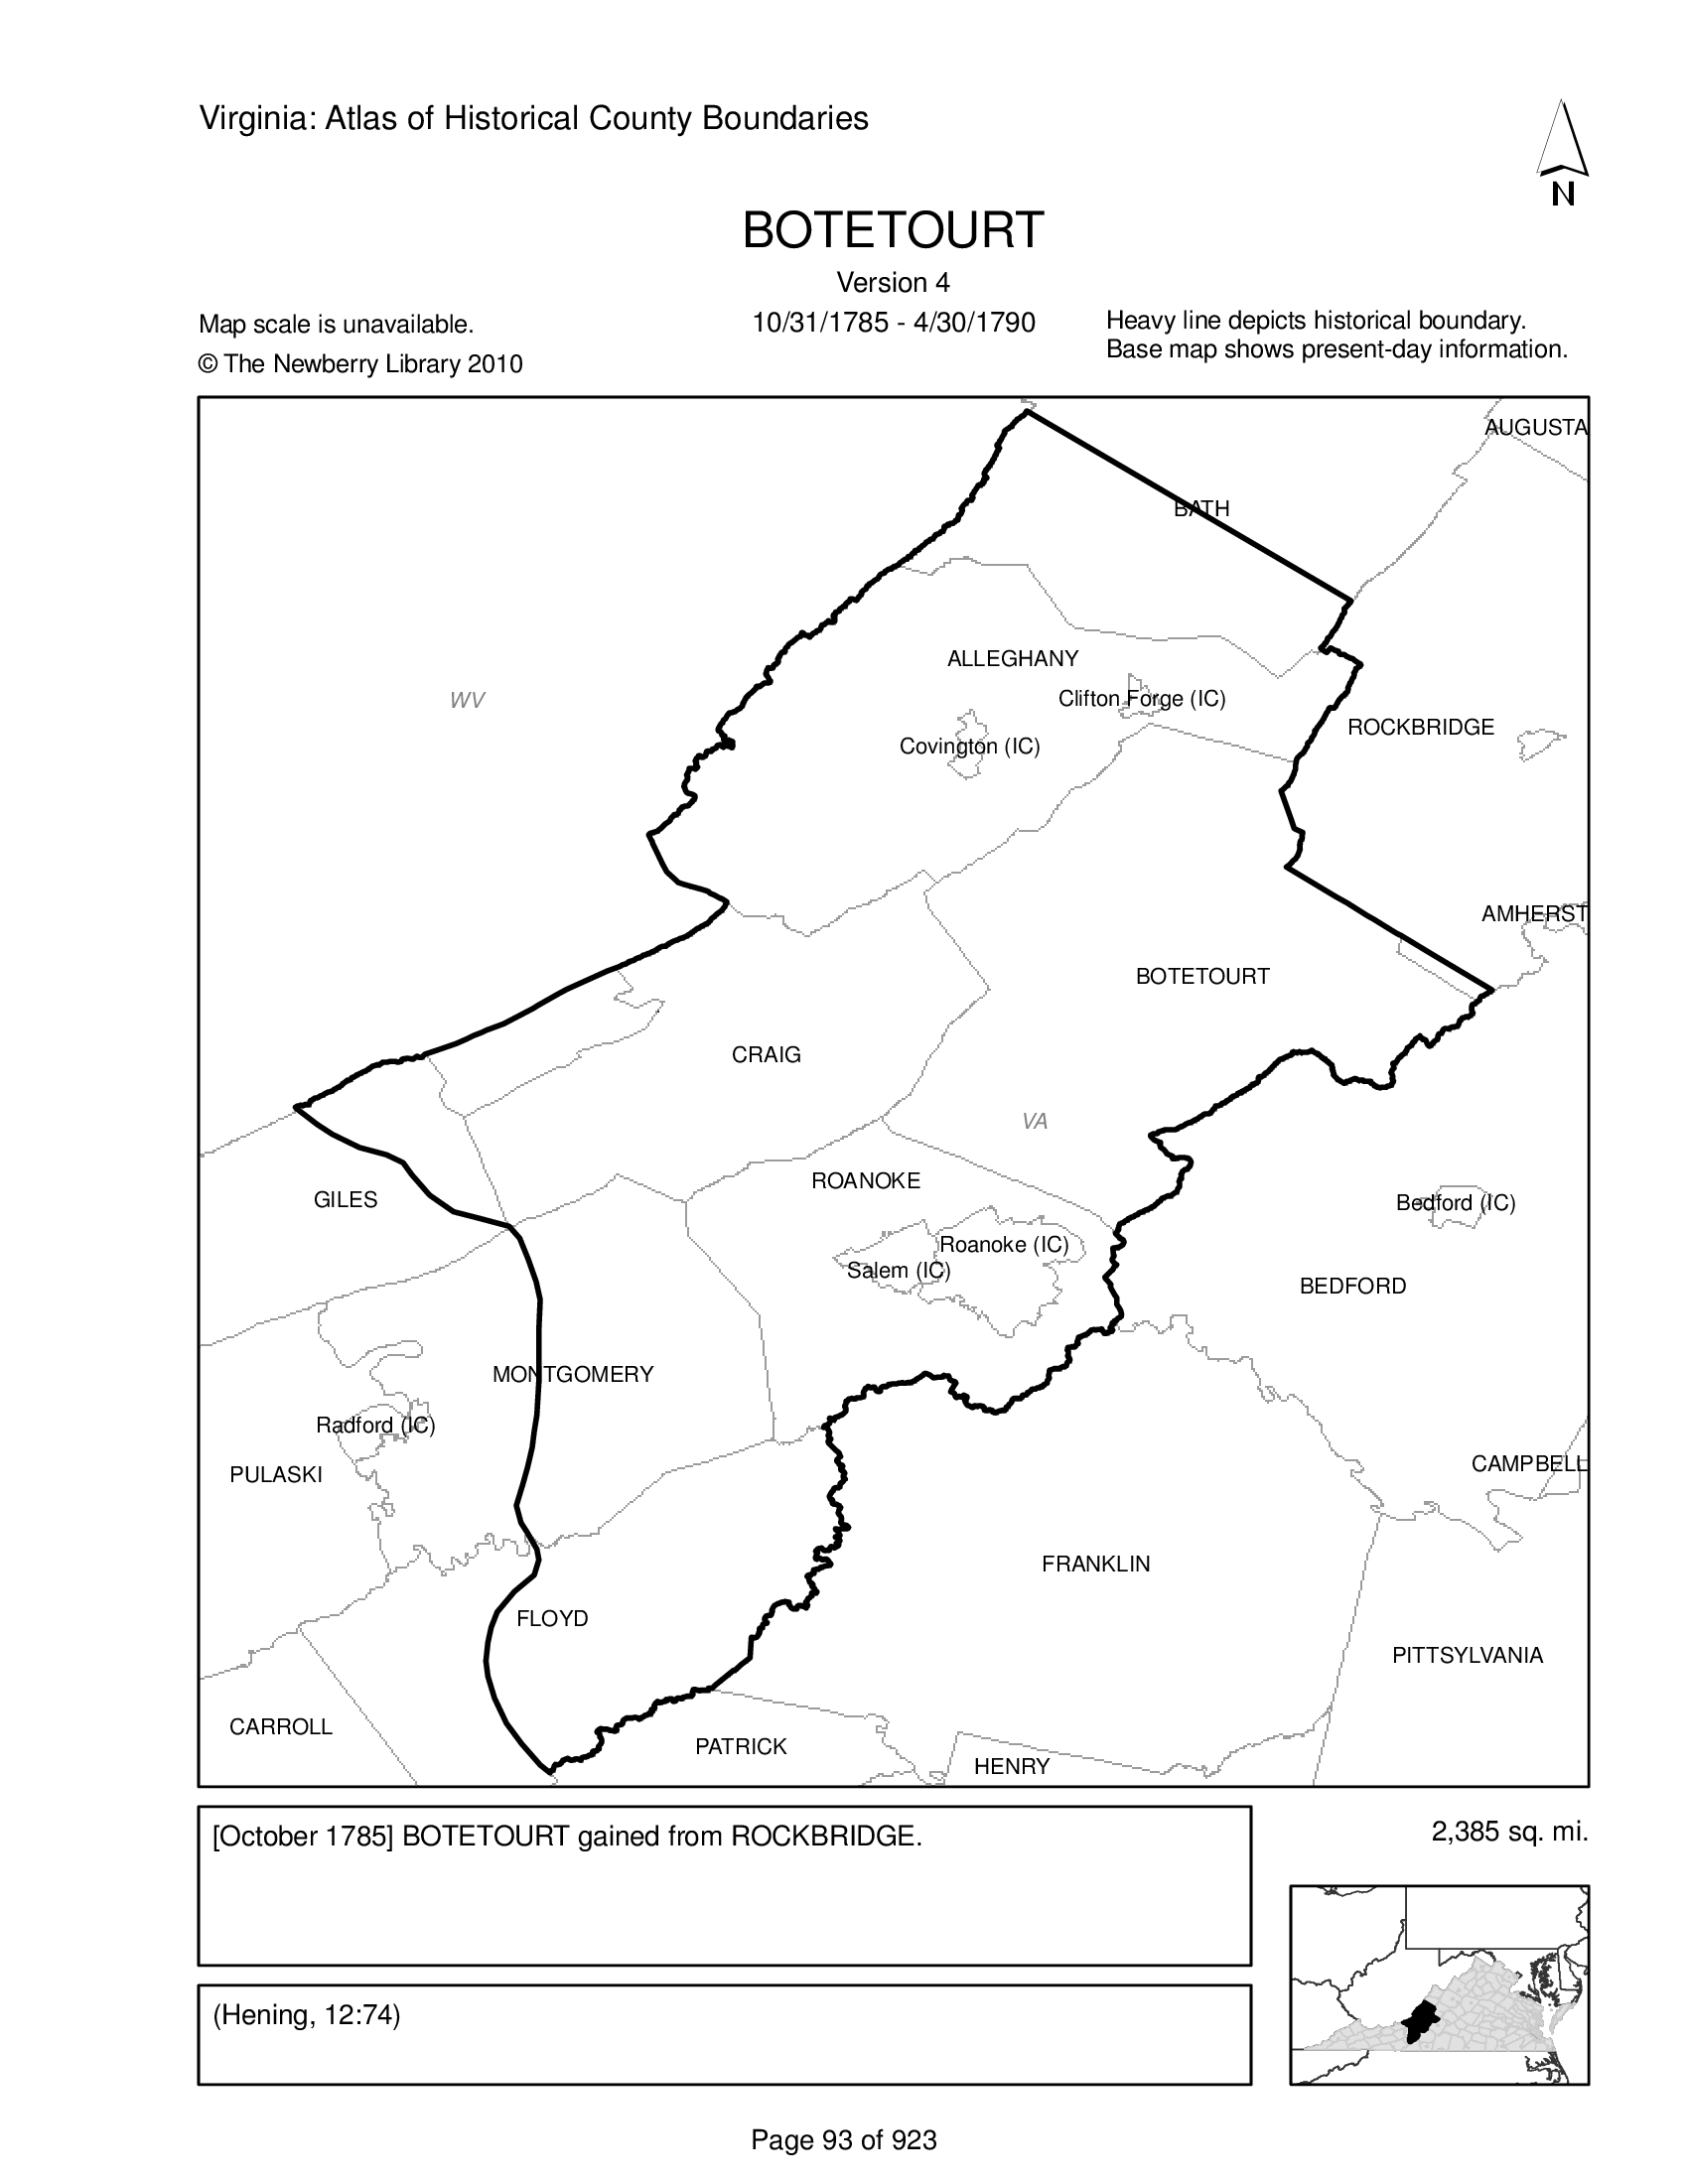 Virginia: Atlas of Historical County Boundaries
N
BOTETOURT
Version 4
10/31/1785 - 4/30/1790
Map scale is unavailable.
© The Newberry Library 2010
Heavy line depicts historical boundary.
Base map shows present-day information.
AUGUSTA
BATH
ALLEGHANY
Clifton Forge (IC)
WV
ROCKBRIDGE
Covington (IC)
AMHERST
BOTETOURT
CRAIG
VA
ROANOKE
GILES
Bedford (IC)
Roanoke (IC)
Salem (IC)
BEDFORD
MONTGOMERY
Radford (IC)
PULASKI
CAMPBELL
FRANKLIN
FLOYD
PITTSYLVANIA
CARROLL
PATRICK
HENRY
[October 1785] BOTETOURT gained from ROCKBRIDGE.
2,385 sq. mi.
(Hening, 12:74)
Page 93 of 923